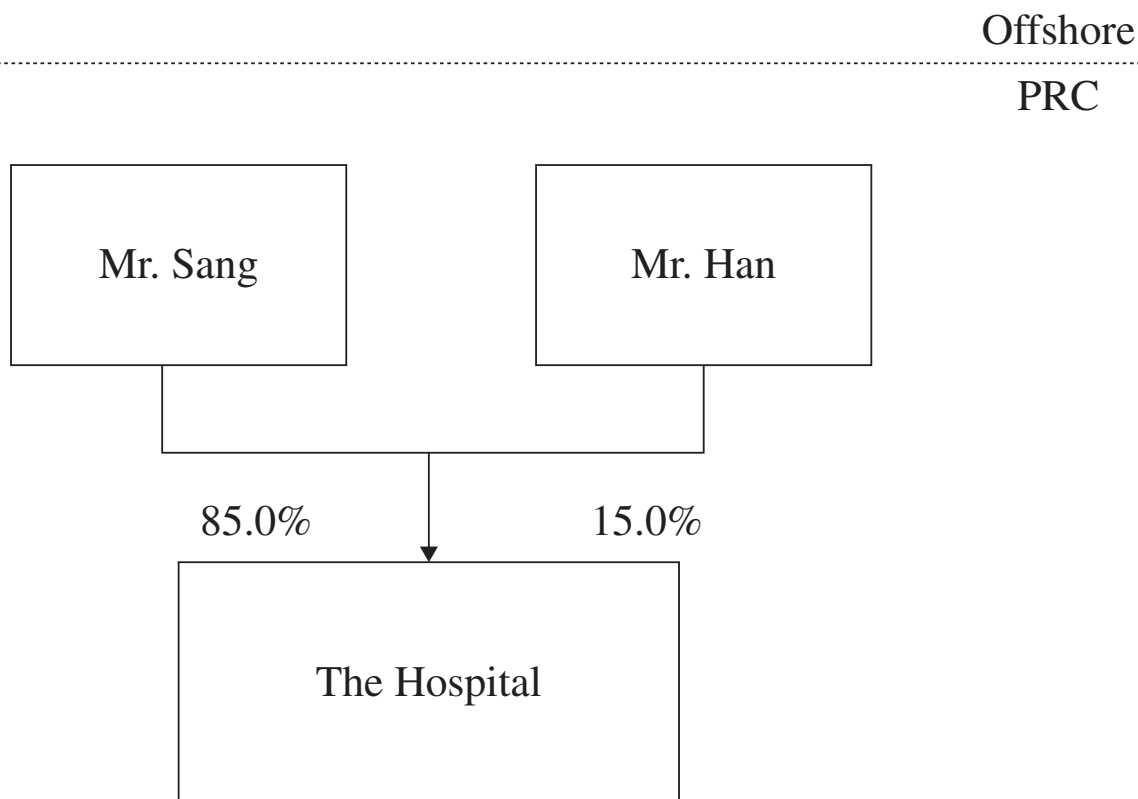 Offshore
PRC
Mr. Sang
Mr. Han
85.0%
15.0%
The Hospital